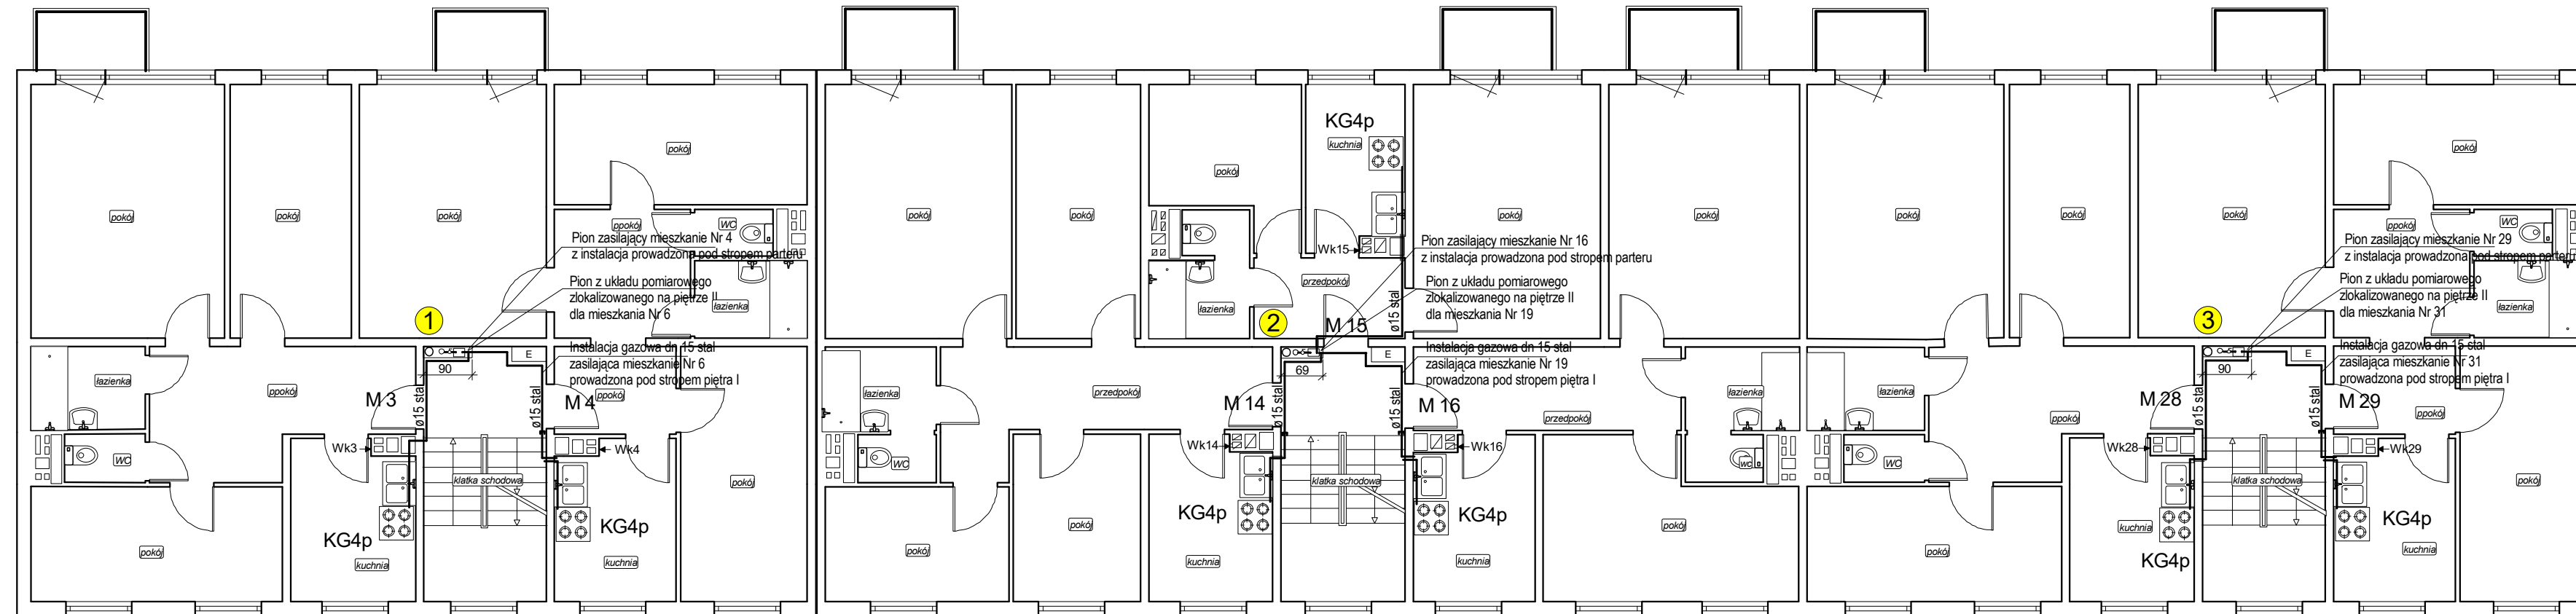 KG4p
kuchnia
pokój
pokój
WC
WC
pokój
pokój
pokój
pokój
pokój
pokój
pokój
pokój
pokój
pokój
pokój
pokój
ppokój
ppokój
Pion zasilający mieszkanie Nr 4
z instalacja prowadzona pod stropem parteru
Pion z układu pomiarowego
zlokalizowanego na piętrze II
dla mieszkania Nr 6
łazienka
1
Instalacja gazowa dn 15 stal
zasilająca mieszkanie Nr 6
prowadzona pod stropem piętra I
Wk15
przedpokój
łazienka
2
M 15
ø15 stal
Pion zasilający mieszkanie Nr 16
z instalacja prowadzona pod stropem parteru
Pion z układu pomiarowego
zlokalizowanego na piętrze II
dla mieszkania Nr 19
Instalacja gazowa dn 15 stal
zasilająca mieszkanie Nr 19
prowadzona pod stropem piętra I
Pion zasilający mieszkanie Nr 29
z instalacja prowadzona pod stropem parteru
Pion z układu pomiarowego
zlokalizowanego na piętrze II
dla mieszkania Nr 31
łazienka
3
Instalacja gazowa dn 15 stal
zasilająca mieszkanie Nr 31
prowadzona pod stropem piętra I
łazienka
ppokój
M 3
90
E
ø15 stal
ø15 stal
M 4
ppokój
łazienka
przedpokój
M 14
69
E
ø15 stal
ø15 stal
M 16
przedpokój
łazienka
łazienka
ppokój
M 28
90
E
ø15 stal
ø15 stal
M 29
ppokój
WC
Wk3
Wk4
klatka schodowa
pokój
WC
Wk14
klatka schodowa
Wk16
WC
WC
Wk28
klatka schodowa
Wk29
pokój
pokój
KG4p
kuchnia
KG4p
kuchnia
pokój
pokój
KG4p
kuchnia
KG4p
kuchnia
pokój
pokój
kuchnia
KG4p
KG4p
kuchnia